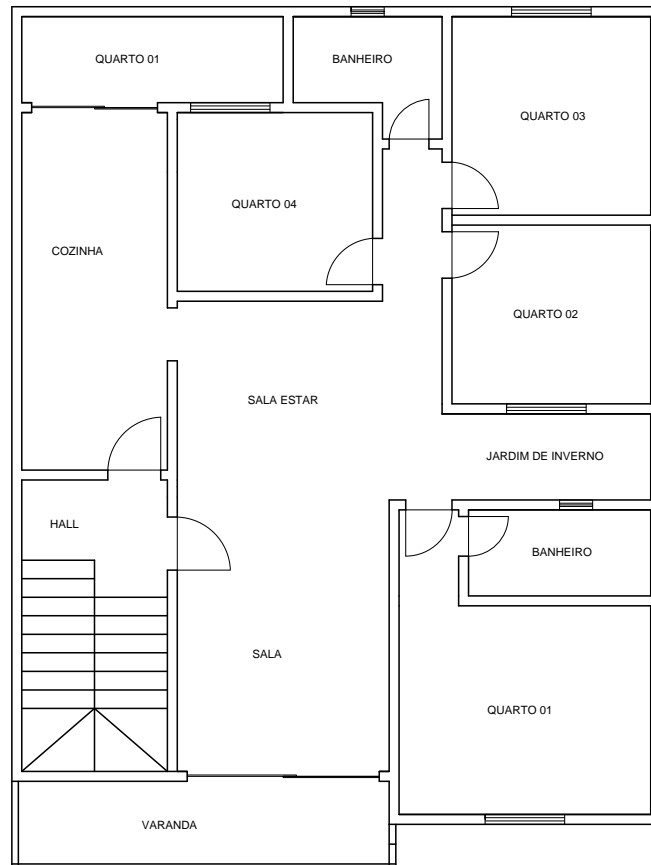 QUARTO 01
BANHEIRO
QUARTO 03
QUARTO 04
COZINHA
QUARTO 02
SALA ESTAR
JARDIM DE INVERNO
HALL
BANHEIRO
SALA
QUARTO 01
VARANDA